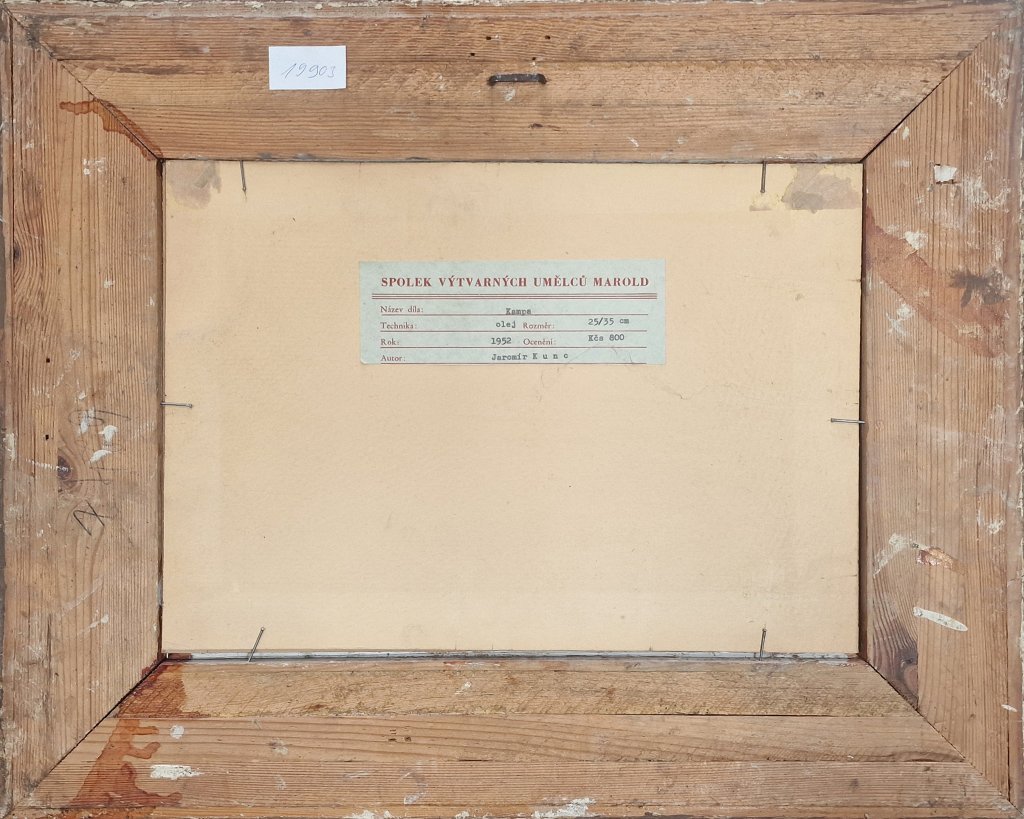 19903
SPOLEK VÝTVARNÝCH UMĚLCŮ MAROLD
Název díla: Kampa
Technika: olej Rozměr: 25/35 cm
Rok: 1952 Ocenění: Kčs 800
Autor: Jaromír K u n c